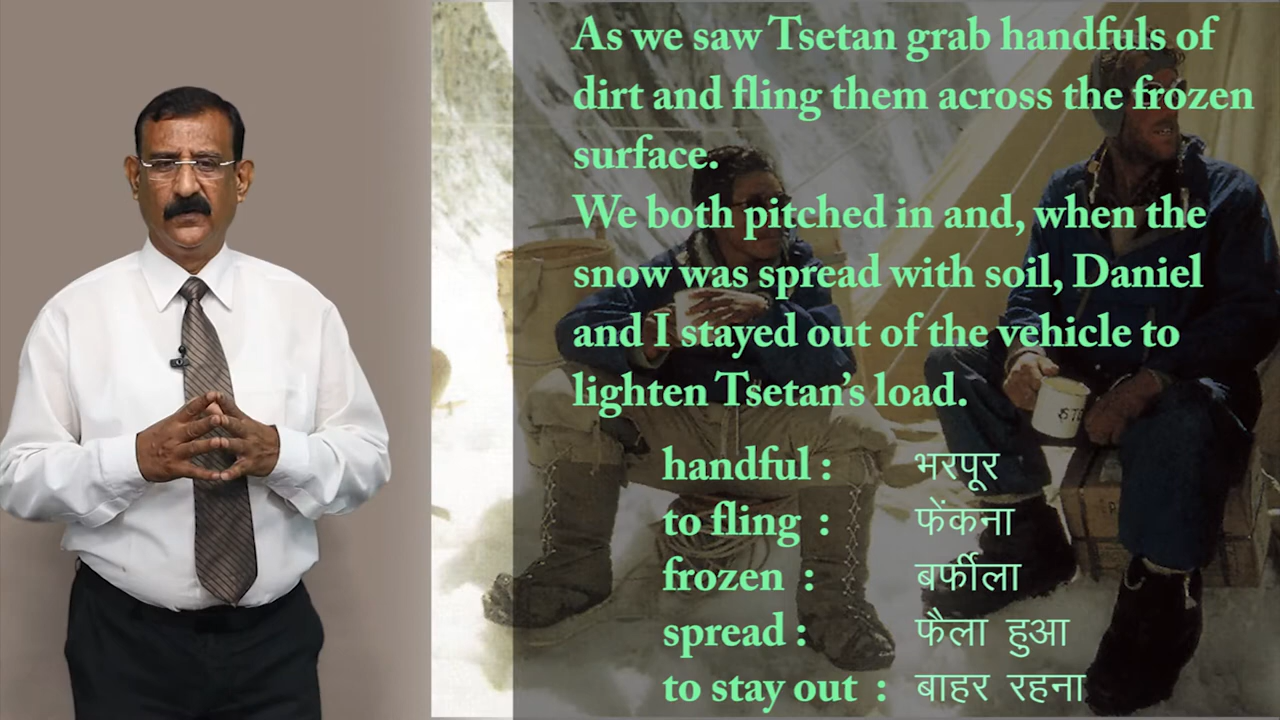 As we saw Tsetan grab handfuls of
dirt and fling them across the frozen
surface.
We both pitched in and, when the
snow was spread with soil, Daniel
and I stayed out of the vehicle to
lighten Tsetan’s load.
handful : भरपूर
to fling : फेंकना
frozen : बर्फीला
spread : फैला हुआ
to stay out : बाहर रहना